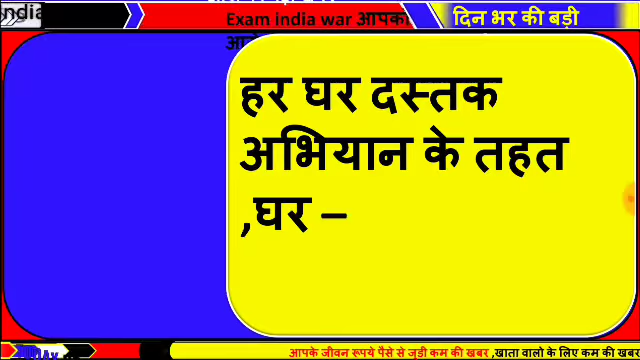 india
Exam india war आपका
दिन भर की बड़ी
हर घर दस्तक
अभियान के तहत
,घर –
आपके जीवन रूपये पैसे से जुड़ी कम की खबर ,खाता वालो के लिए कम की खबर